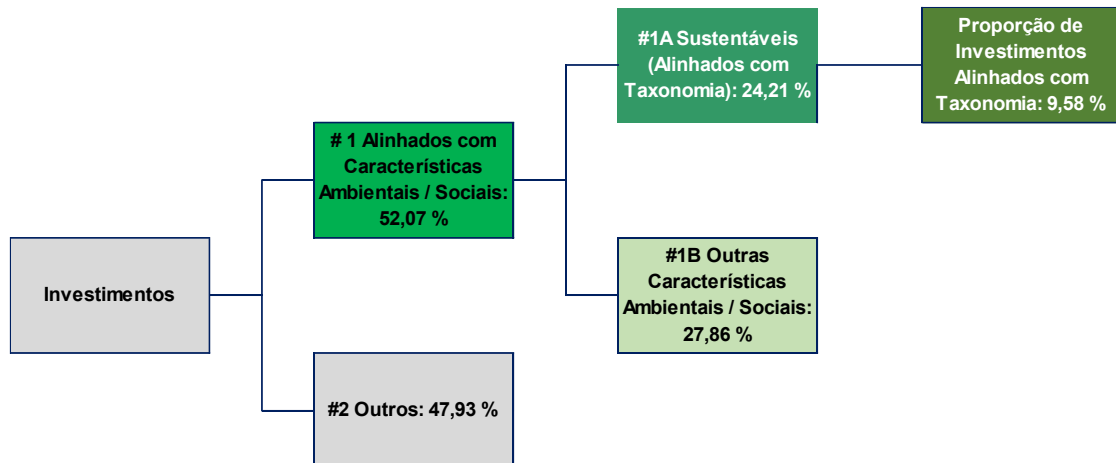 Investimentos
# 1 Alinhados com
Características
Ambientais / Sociais:
52,07 %
#2 Outros: 47,93 %
#1A Sustentáveis
(Alinhados com
Taxonomia): 24,21 %
#1B Outras
Características
Ambientais / Sociais:
27,86 %
Proporção de
Investimentos
Alinhados com
Taxonomia: 9,58 %